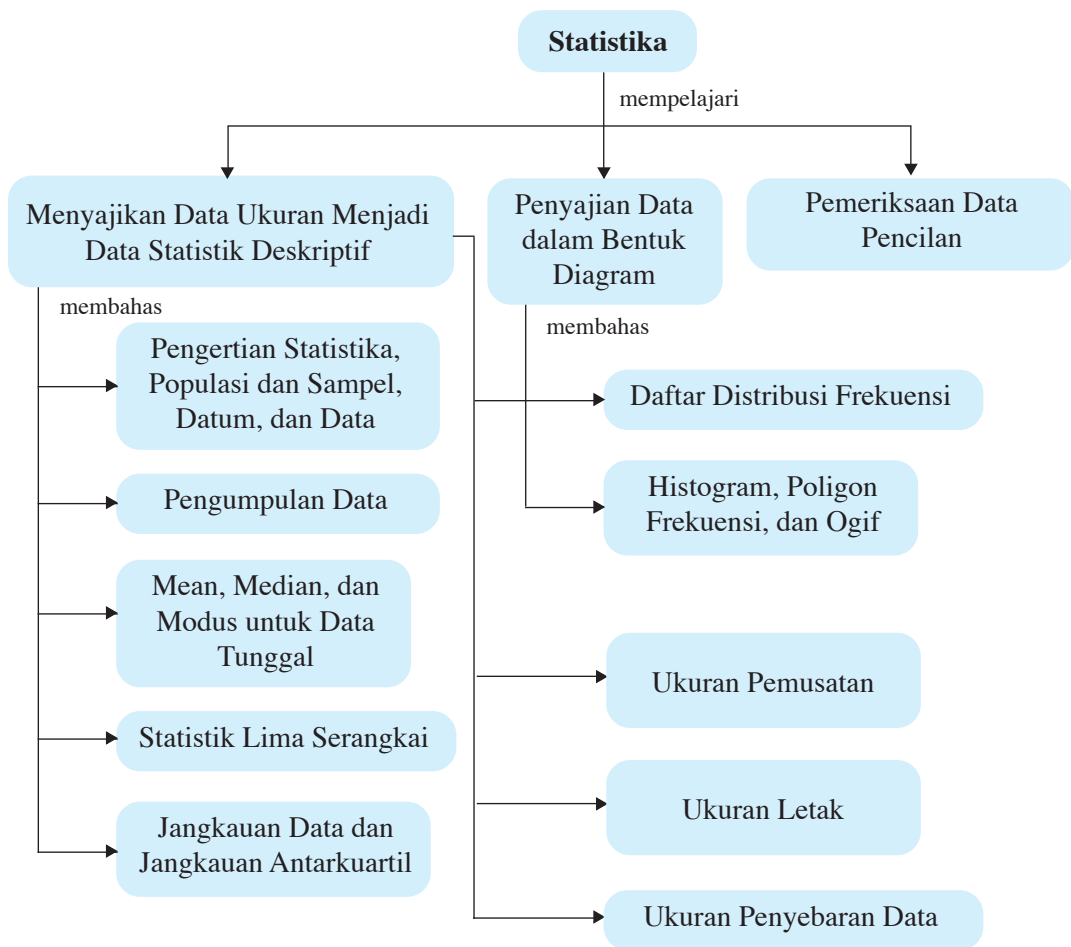 Statistika
mempelajari
Menyajikan Data Ukuran Menjadi
Data Statistik Deskriptif
Penyajian Data
dalam Bentuk
Diagram
Pemeriksaan Data
Pencilan
membahas
Pengertian Statistika,
Populasi dan Sampel,
Datum, dan Data
Pengumpulan Data
Mean, Median, dan
Modus untuk Data
Tunggal
Statistik Lima Serangkai
Jangkauan Data dan
Jangkauan Antarkuartil
membahas
Daftar Distribusi Frekuensi
Histogram, Poligon
Frekuensi, dan Ogif
Ukuran Pemusatan
Ukuran Letak
Ukuran Penyebaran Data